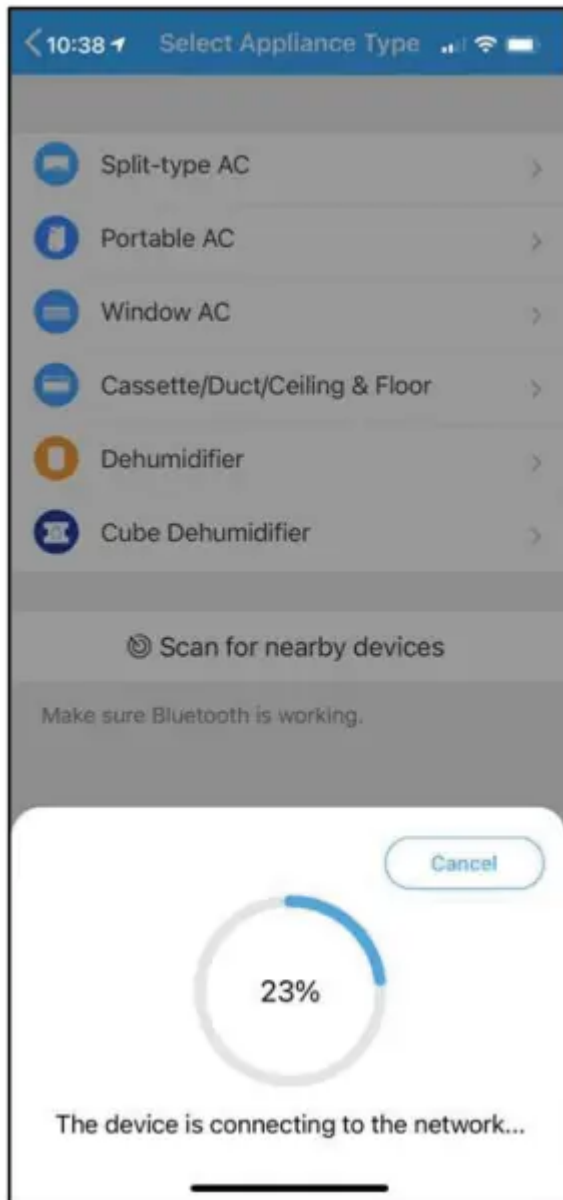 10:38 Select Appliance Type
Split-type AC
Portable AC
Window AC
Cassette/Duct/Ceiling & Floor
Dehumidifier
Cube Dehumidifier
Scan for nearby devices
Make sure Bluetooth is working.
Cancel
23%
The device is connecting to the network...